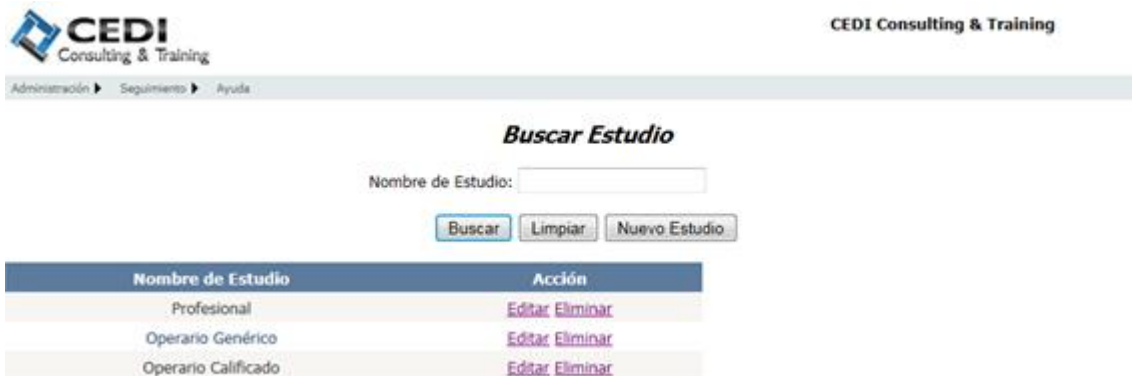 CEDI
Consulting & Training
CEDI Consulting & Training
Administración Seguimiento Ayuda
Buscar Estudio
Nombre de Estudio:
Buscar Limpiar Nuevo Estudio
Nombre de Estudio Acción
Profesional Editar Eliminar
Operario Genérico Editar Eliminar
Operario Calificado Editar Eliminar